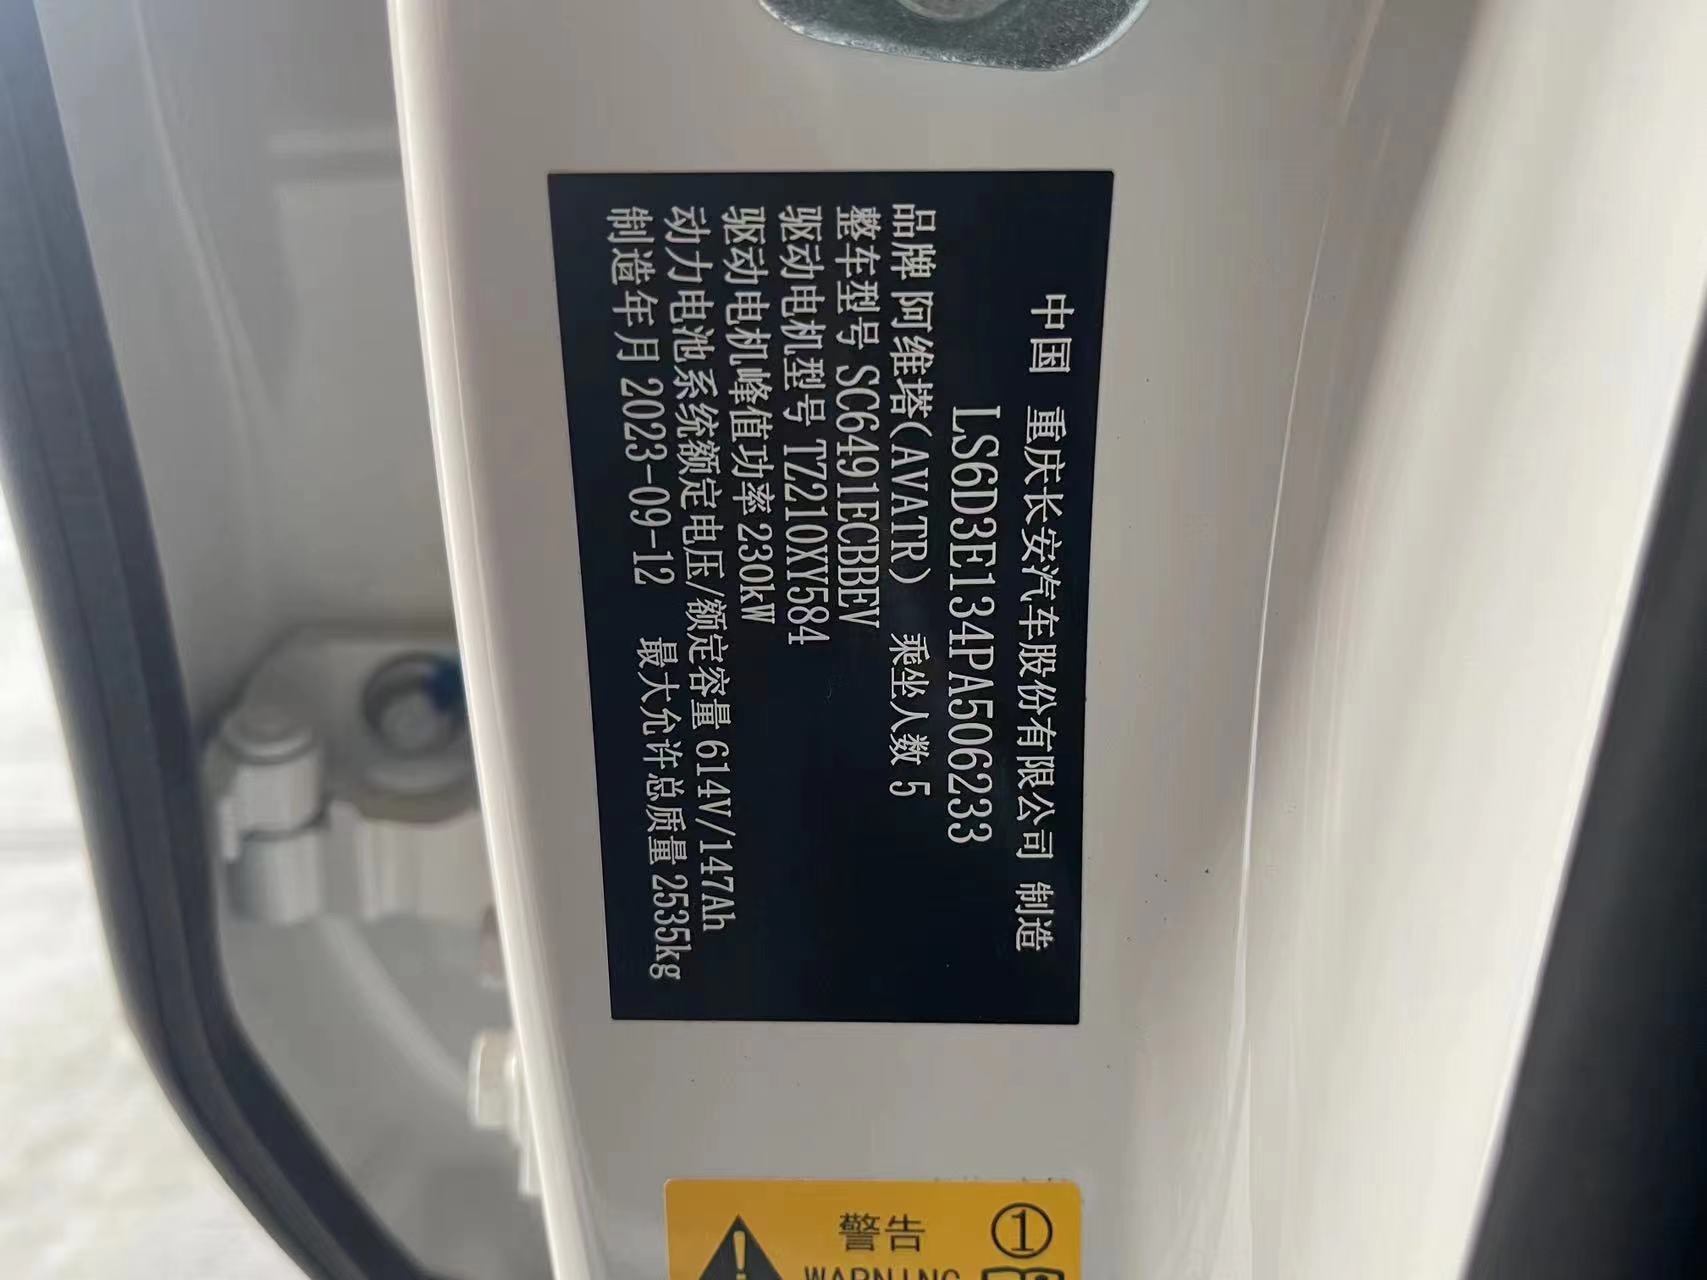 中国 重庆长安汽车股份有限公司 制造
LS6D3E134PA506233
品牌 阿维塔(AVATR) 乘坐人数 5
整车型号 SC6491ECBBEV
驱动电机型号 TZ210XY584
驱动电机峰值功率 230kW
动力电池系统额定电压/额定容量 614V/147Ah
制造年月 2023-09-12 最大允许总质量 2535kg
警告 ①
WARNING